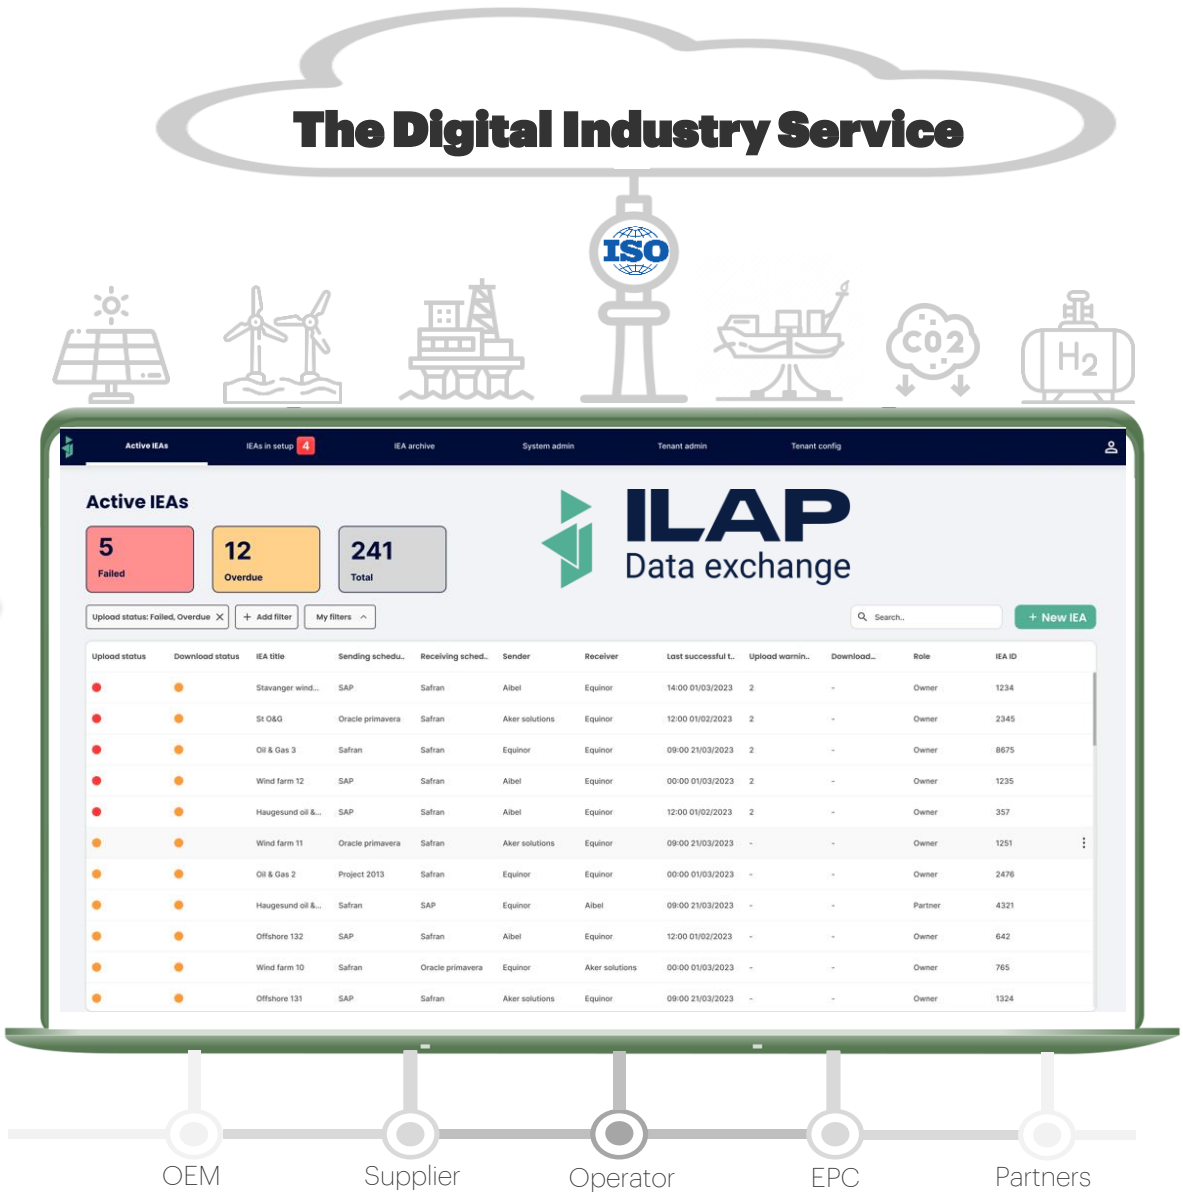 The Digital Industry Service
ISO
CO2
H2
Active IEAs IEAs in setup 4 IEA archive System admin Tenant admin Tenant config
Active IEAs
5
Failed
12
Overdue
241
Total
ILAP
Data exchange
Upload status: Failed, Overdue + Add filter My filters Search.. + New IEA
Upload status Download status IEA title Sending schedu.. Receiving sched.. Sender Receiver Last successful t.. Upload warnin.. Download... Role IEA ID
Stavanger wind... SAP Safran Aibel Equinor 14:00 01/03/2023 2 - Owner 1234
St O&G Oracle primavera Safran Aker solutions Equinor 12:00 01/02/2023 2 - Owner 2345
Oil & Gas 3 Safran Safran Equinor Equinor 09:00 21/03/2023 2 - Owner 8675
Wind farm 12 SAP Safran Aibel Equinor 00:00 01/03/2023 2 - Owner 1235
Haugesund oil &... SAP Safran Aibel Equinor 12:00 01/02/2023 2 - Owner 357
Wind farm 11 Oracle primavera Safran Aker solutions Equinor 09:00 21/03/2023 - - Owner 1251
Oil & Gas 2 Project 2013 Safran Equinor Equinor 00:00 01/03/2023 - - Owner 2476
Haugesund oil &... Safran SAP Equinor Aibel 09:00 21/03/2023 - - Partner 4321
Offshore 132 SAP Safran Aibel Equinor 12:00 01/02/2023 - - Owner 642
Wind farm 10 Safran Oracle primavera Equinor Aker solutions 00:00 01/03/2023 - - Owner 765
Offshore 131 SAP Safran Aker solutions Equinor 09:00 21/03/2023 - - Owner 1324
OEM Supplier Operator EPC Partners